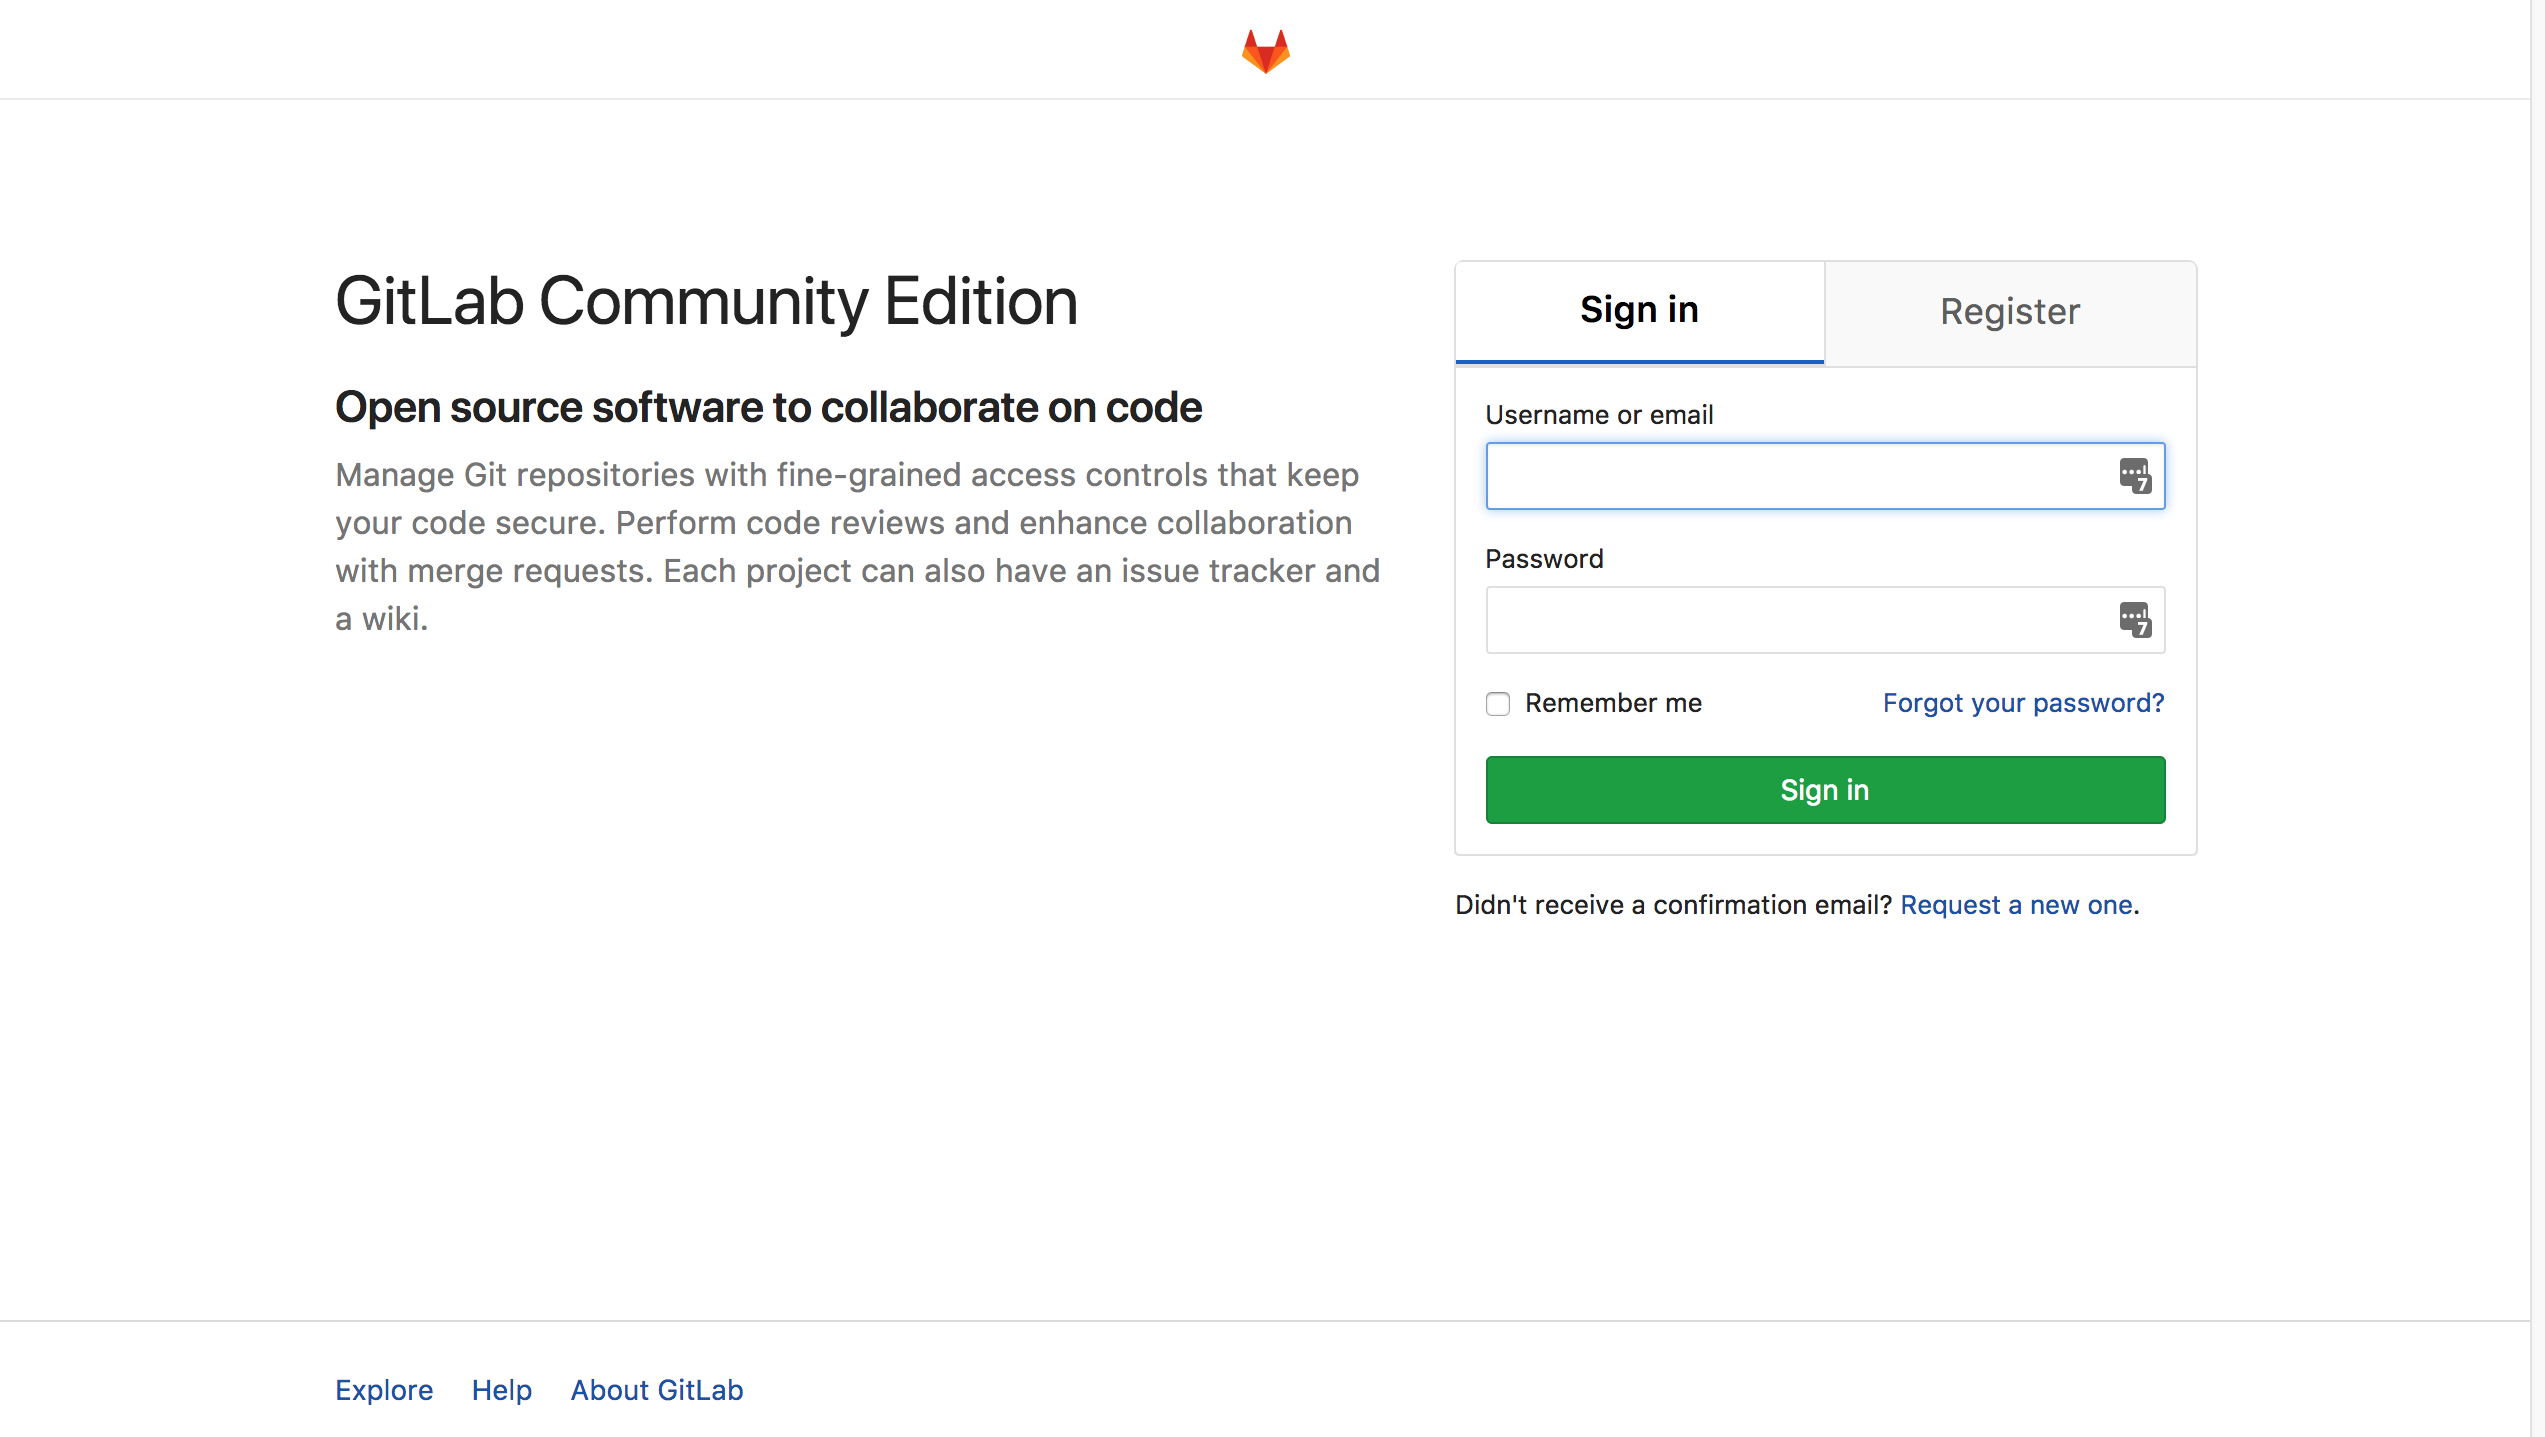 GitLab Community Edition
Open source software to collaborate on code
Manage Git repositories with fine-grained access controls that keep
your code secure. Perform code reviews and enhance collaboration
with merge requests. Each project can also have an issue tracker and
a wiki.
Sign in
Register
Username or email
7
Password
7
Remember me
Forgot your password?
Sign in
Didn't receive a confirmation email? Request a new one.
Explore
Help
About GitLab